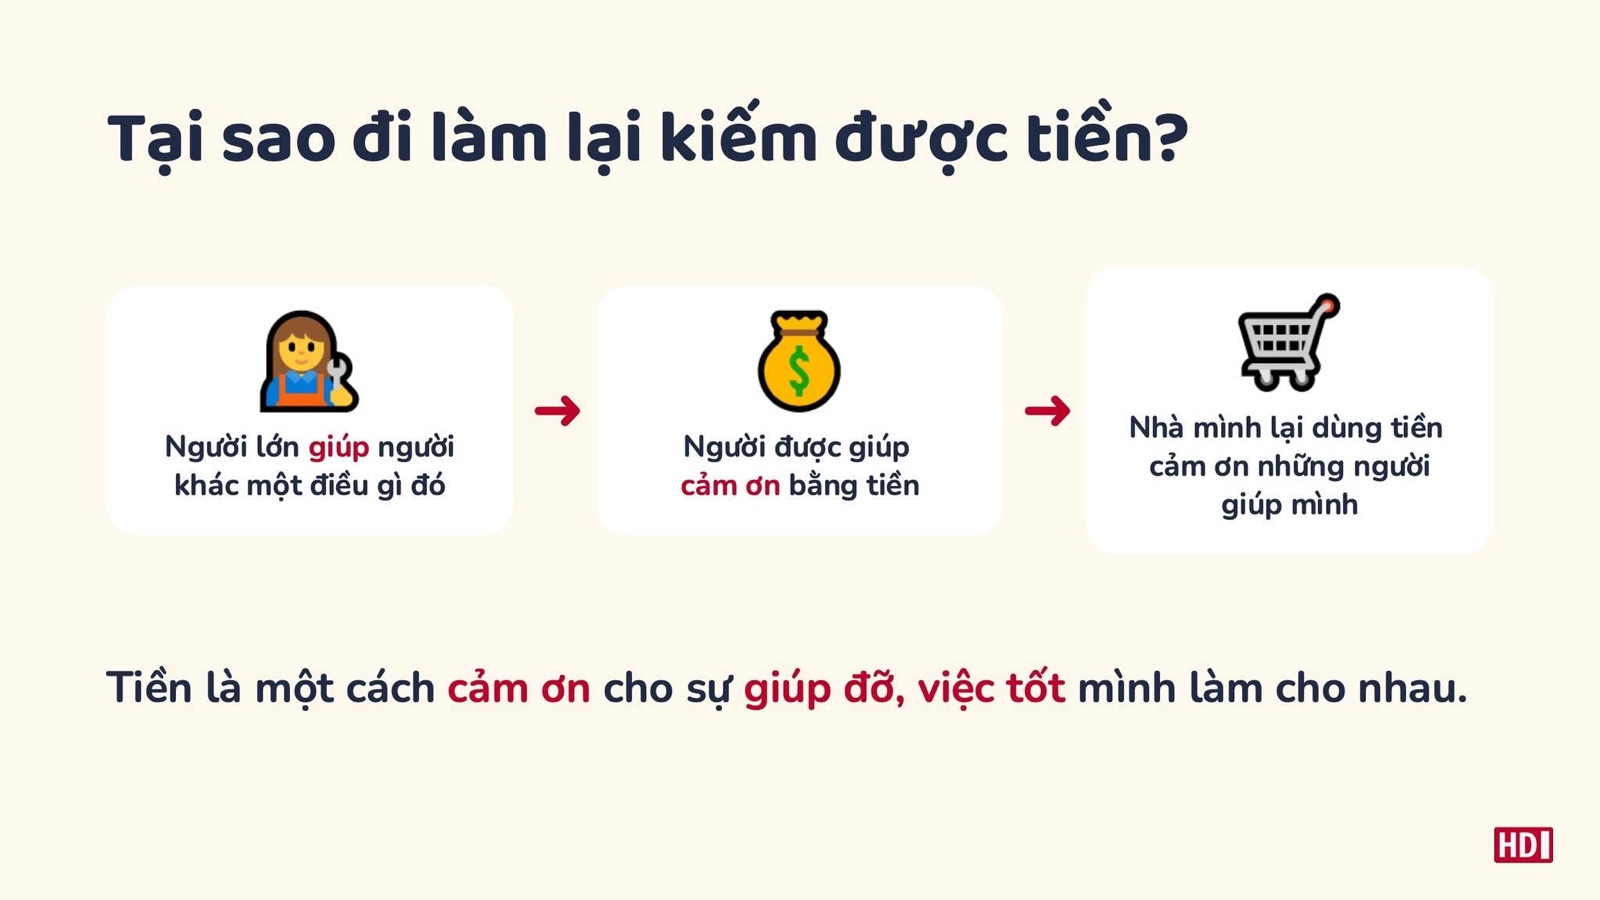 Tại sao đi làm lại kiếm được tiền?
Người lớn giúp người
khác một điều gì đó
Người được giúp
cảm ơn bằng tiền
Nhà mình lại dùng tiền
cảm ơn những người
giúp mình
Tiền là một cách cảm ơn cho sự giúp đỡ, việc tốt mình làm cho nhau.
HDI